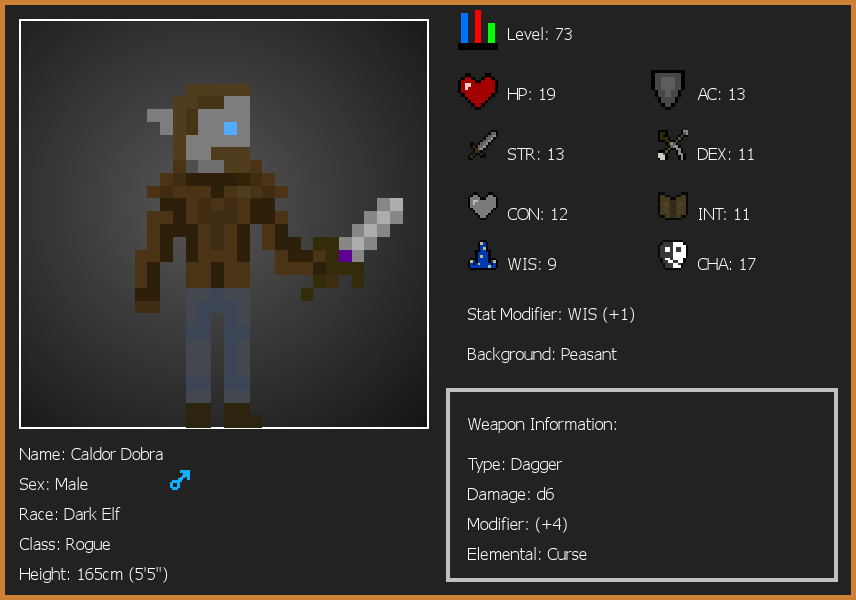 Level: 73
HP: 19
AC: 13
STR: 13
DEX: 11
CON: 12
INT: 11
WIS: 9
CHA: 17
Stat Modifier: WIS (+1)
Background: Peasant
Weapon Information:
Type: Dagger
Damage: d6
Modifier: (+4)
Elemental: Curse
Name: Caldor Dobra
Sex: Male
Race: Dark Elf
Class: Rogue
Height: 165cm (5'5")